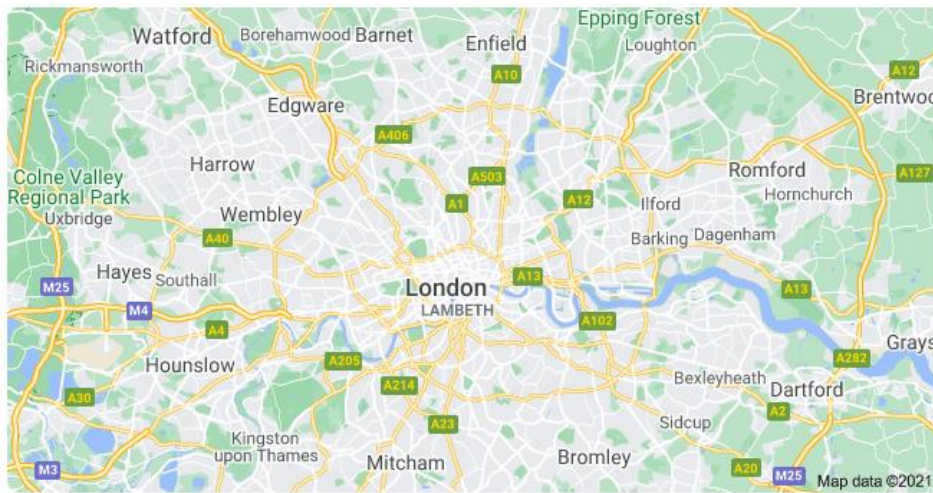 Epping Forest
Watford
Borehamwood
Barnet
Enfield
Loughton
Rickmansworth
A10
A12
Edgware
Brentwoo
A406
Harrow
A503
Romford
Colne Valley
Regional Park
A127
Hornchurch
Uxbridge
Wembley
A1
A12
Ilford
A40
Barking
Dagenham
Hayes
Southall
A13
M25
London
A13
M4
LAMBETH
A4
A102
Hounslow
A205
A282
Grays
A214
Bexleyheath
Dartford
A30
A23
A2
Sidcup
Kingston
upon Thames
Mitcham
Bromley
M3
A20
M25
Map data ©2021